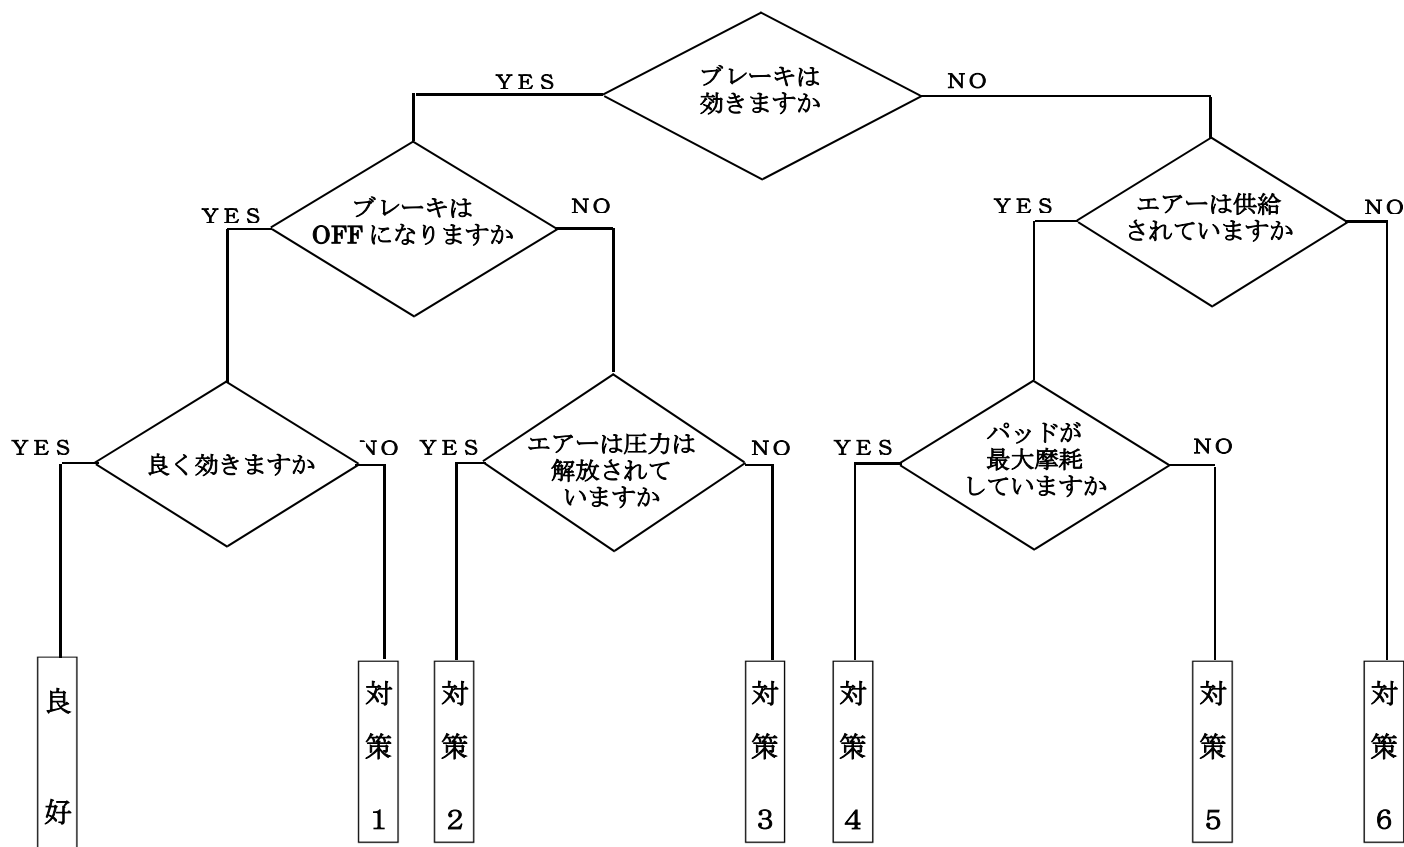 ブレーキは
効きますか
YES
NO
ブレーキは
OFFになりますか
YES
NO
エアーは供給
されていますか
YES
NO
良く効きますか
YES
NO
エアーは圧力は
解放されて
いますか
YES
NO
パッドが
最大摩耗
していますか
YES
NO
良好
対策1
対策2
対策3
対策4
対策5
対策6